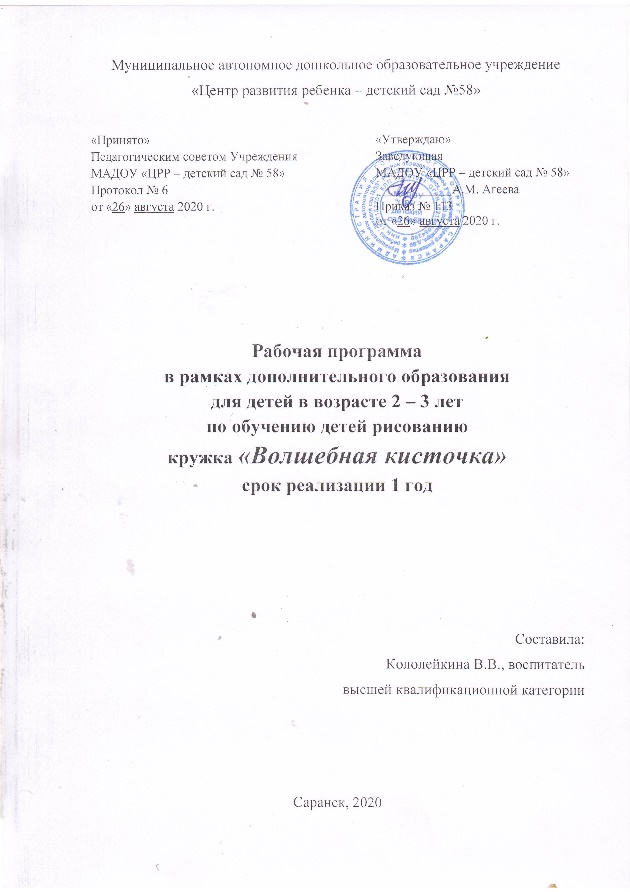 Муниципальное автономное дошкольное образовательное учреждение
«Центр развития ребенка – детский сад №58»
«Принято»
Педагогическим советом Учреждения
МАДОУ «ЦРР – детский сад № 58»
Протокол № 6
от «26» августа 2020 г.
«Утверждаю»
Заведующая
МАДОУ «ЦРР – детский сад № 58»
А.М. Агеева
Приказ № 113
от «26» августа 2020 г.
Рабочая программа
в рамках дополнительного образования
для детей в возрасте 2 – 3 лет
по обучению детей рисованию
кружка «Волшебная кисточка»
срок реализации 1 год
Составила:
Кололейкина В.В., воспитатель
высшей квалификационной категории
Саранск, 2020